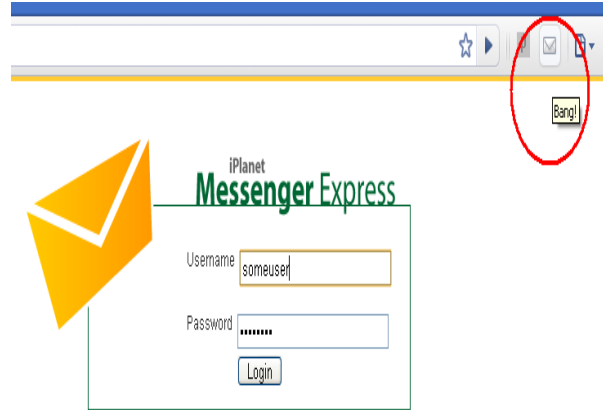 P
Bang!
iPlanet
Messenger Express
Username someuser
Password ••••••••
Login